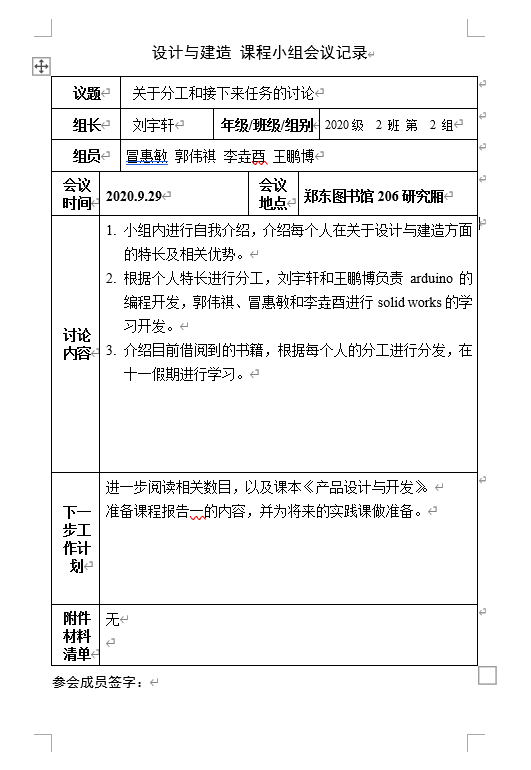 设计与建造 课程小组会议记录
议题 关于分工和接下来任务的讨论
组长 刘宇轩 年级/班级/组别 2020级 2 班 第 2 组
组员 冒惠敏 郭伟祺 李垚酉 王鹏博
会议 会议
时间 2020.9.29 地点 郑东图书馆 206 研究厢
1. 小组内进行自我介绍，介绍每个人在关于设计与建造方面
的特长及相关优势。
2. 根据个人特长进行分工，刘宇轩和王鹏博负责 arduino 的
编程开发，郭伟祺、冒惠敏和李垚酉进行 solid works 的学
习开发。
讨论
内容
3. 介绍目前借阅到的书籍，根据每个人的分工进行分发，在
十一假期进行学习。
进一步阅读相关数目，以及课本《产品设计与开发》。
准备课程报告一的内容，并为将来的实践课做准备。
下一
步工
作计
划
附件
材料
清单
无
参会成员签字：